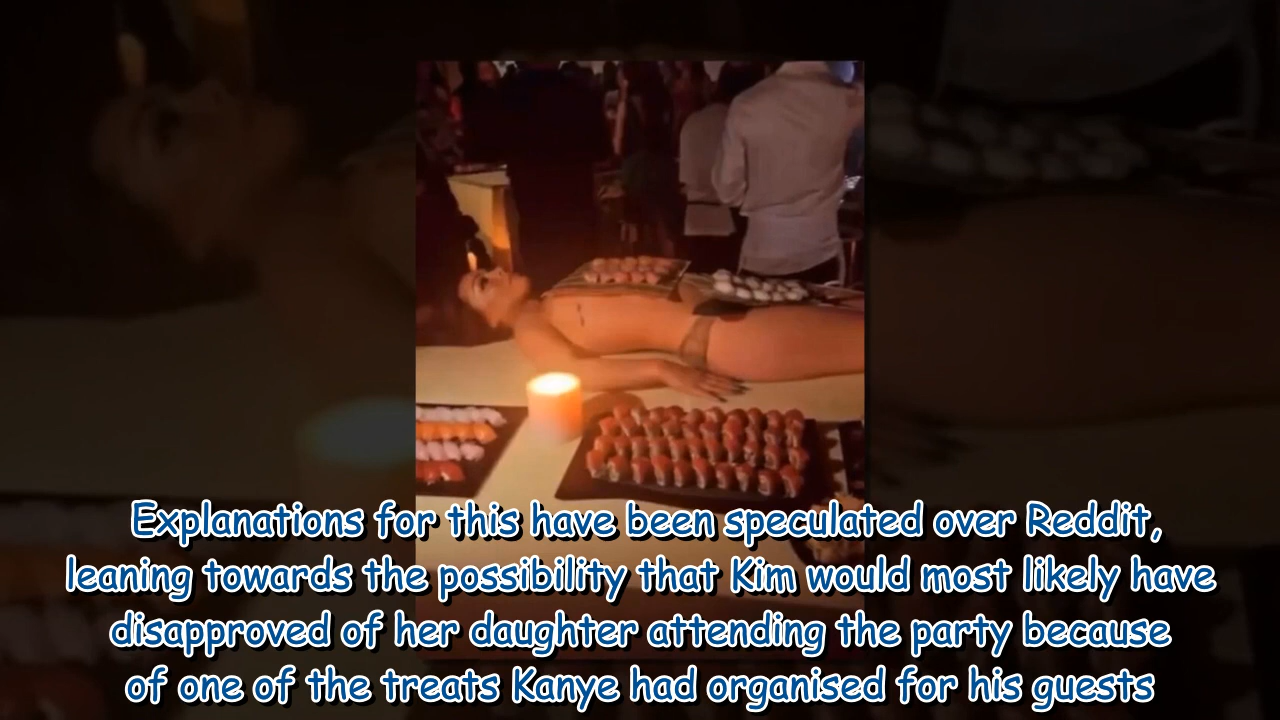 Explanations for this have been speculated over Reddit,
leaning towards the possibility that Kim would most likely have
disapproved of her daughter attending the party because
of one of the treats Kanye had organised for his guests